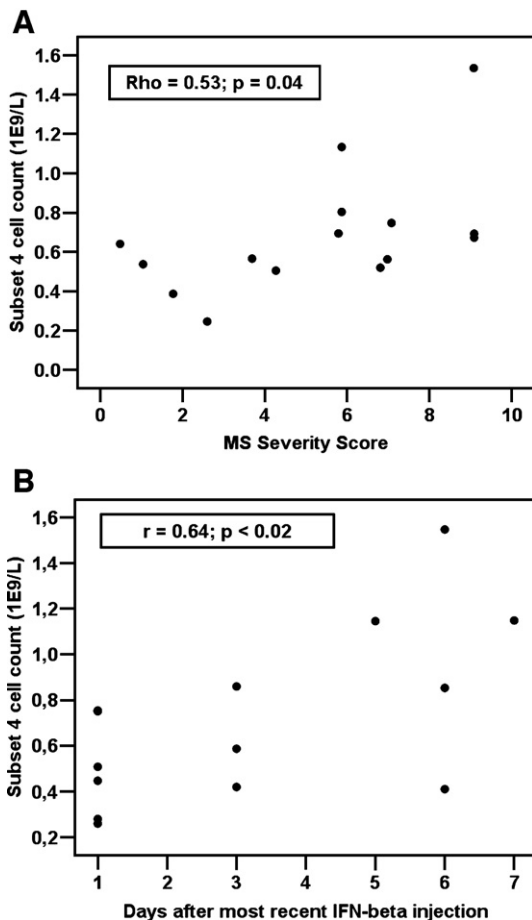 A
Rho = 0.53; p = 0.04
Subset 4 cell count (1E9/L)
1.6
1.4
1.2
1.0
0.8
0.6
0.4
0.2
0.0
0 2 4 6 8 10
MS Severity Score
B
r = 0.64; p < 0.02
Subset 4 cell count (1E9/L)
1,6
1,4
1,2
1,0
0,8
0,6
0,4
0,2
1 2 3 4 5 6 7
Days after most recent IFN-beta injection